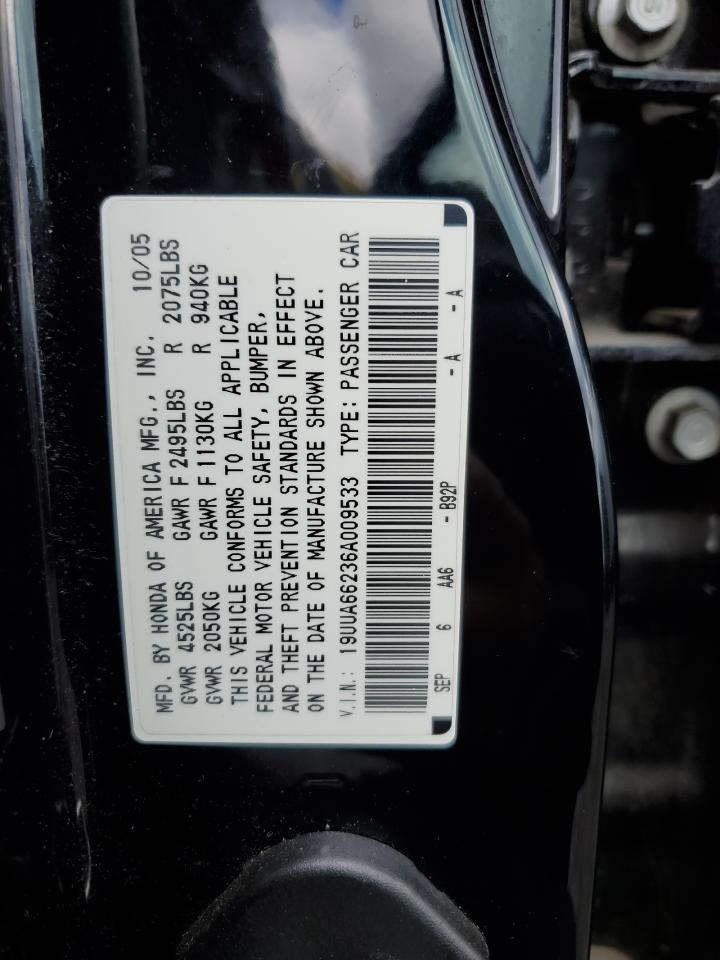 MFD. BY HONDA OF AMERICA MFG., INC. 10/05
GVWR 4525LBS GAWR F 2495LBS R 2075LBS
GVWR 2050KG GAWR F 1130KG R 940KG
THIS VEHICLE CONFORMS TO ALL APPLICABLE
FEDERAL MOTOR VEHICLE SAFETY, BUMPER,
AND THEFT PREVENTION STANDARDS IN EFFECT
ON THE DATE OF MANUFACTURE SHOWN ABOVE.
V.I.N.: 19UUA66236A009533 TYPE: PASSENGER CAR
SEP 6 AA6 - B92P - A - A